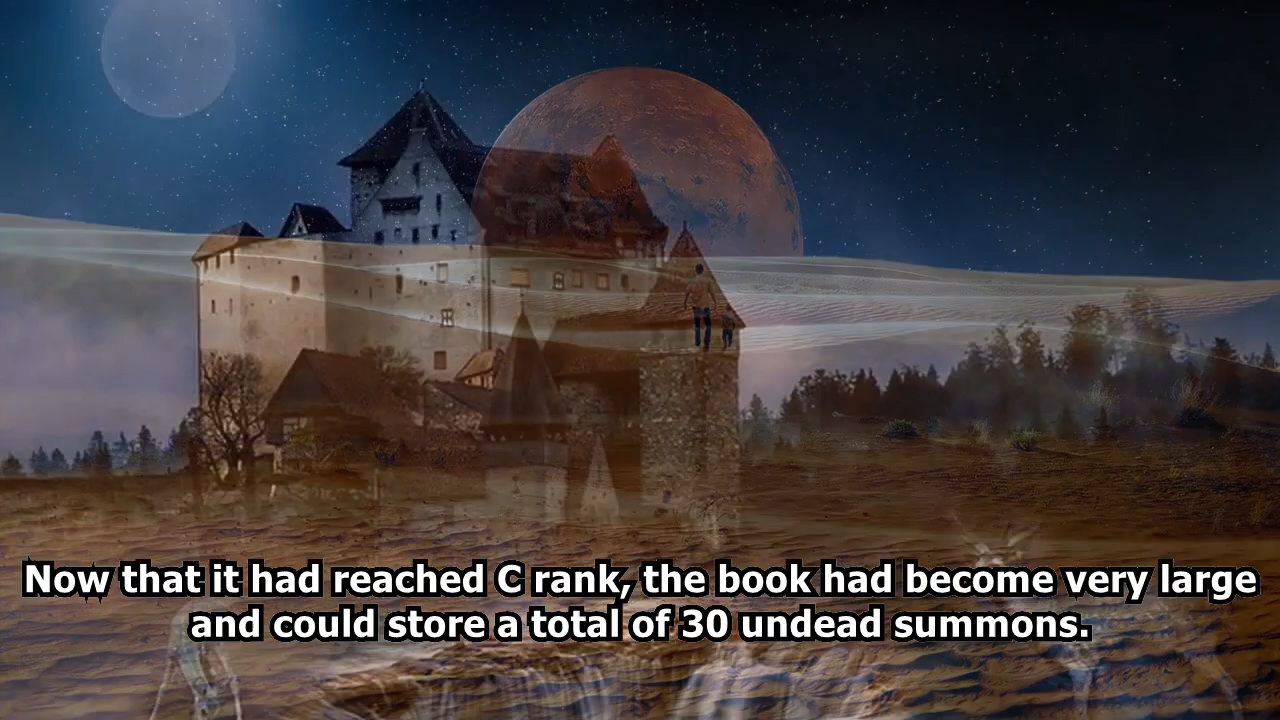 Now that it had reached C rank, the book had become very large
and could store a total of 30 undead summons.